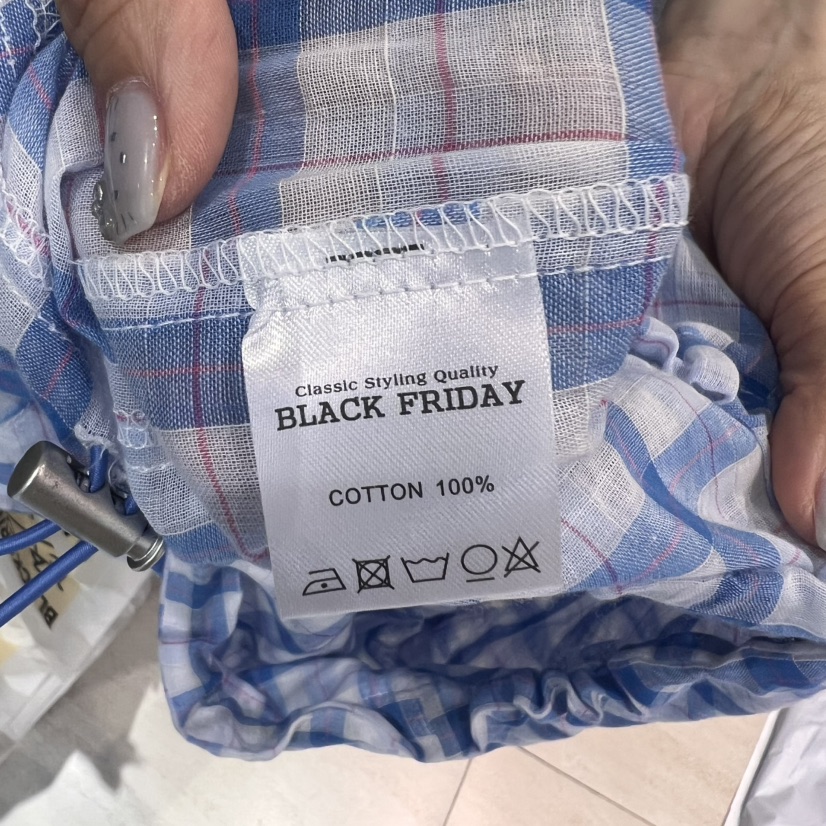 Classic Styling Quality
BLACK FRIDAY
COTTON 100%